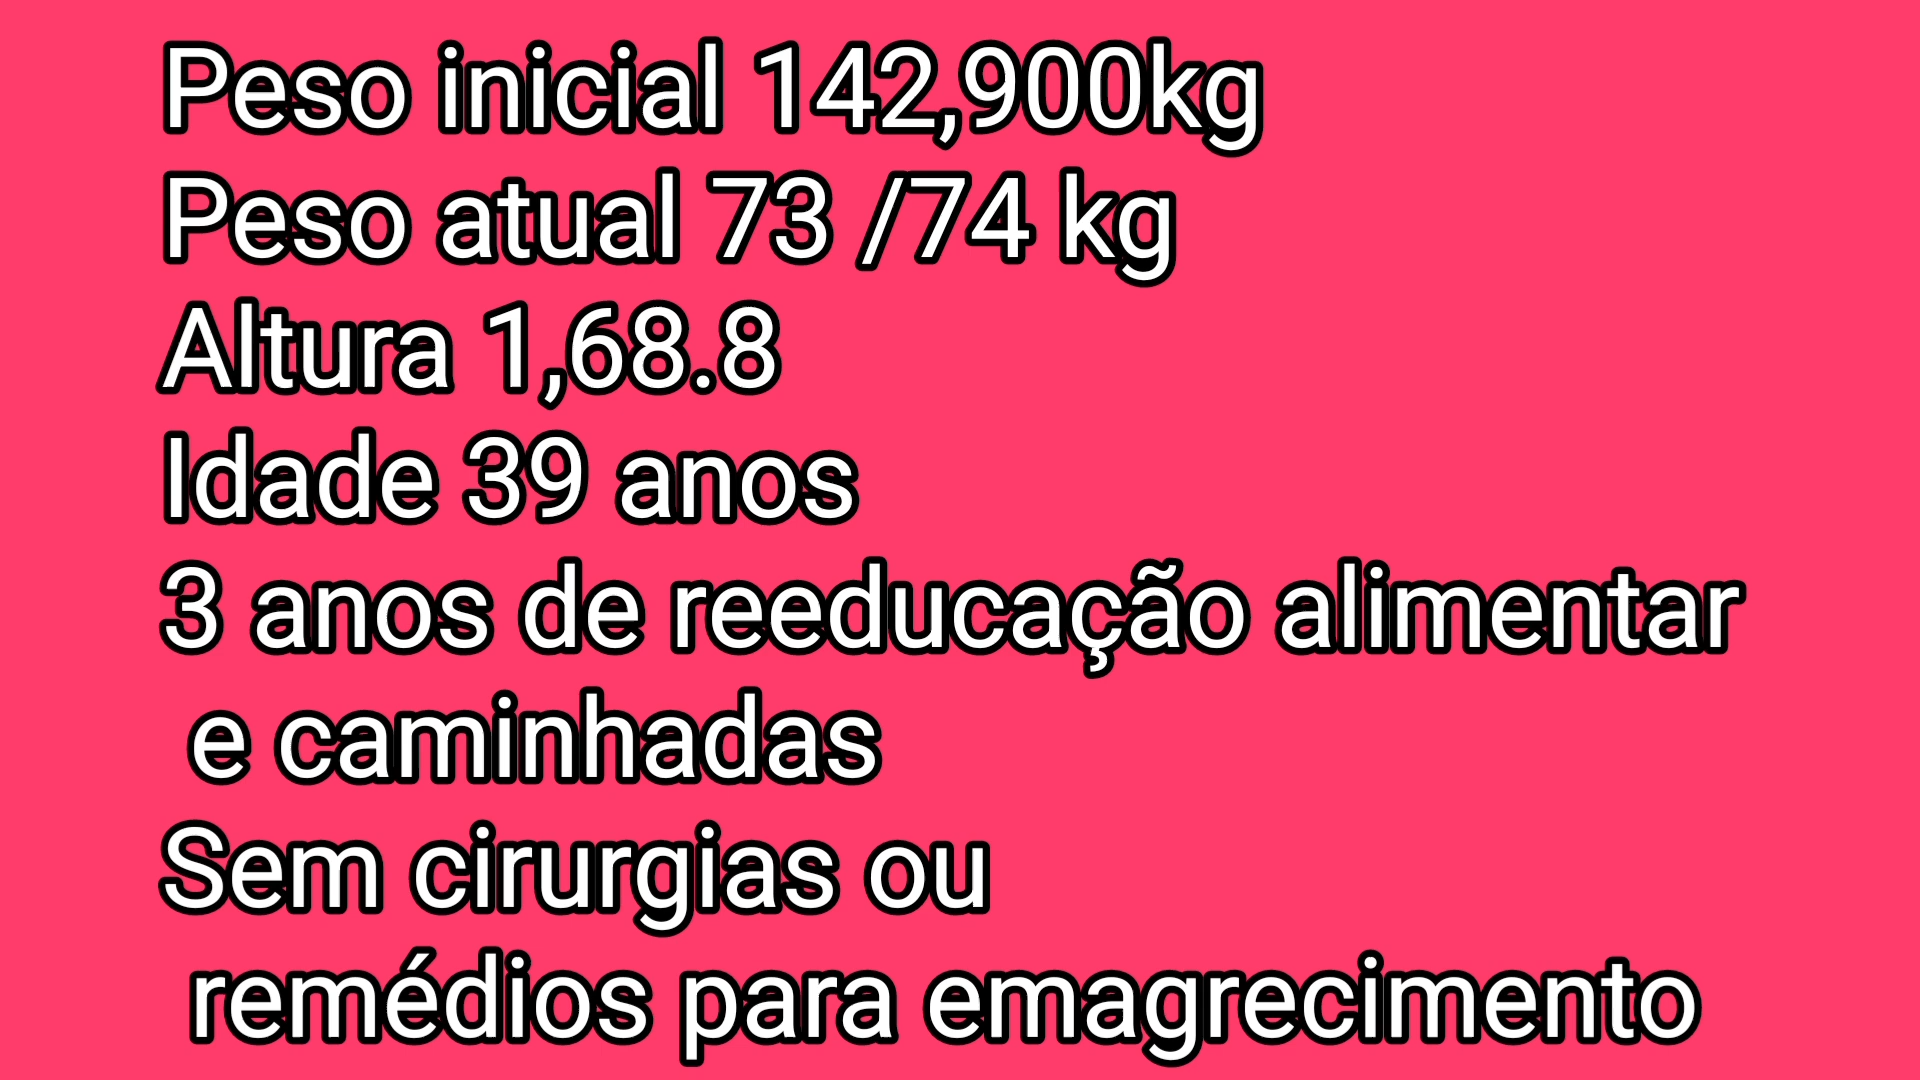 Peso inicial 142,900kg
Peso atual 73 /74 kg
Altura 1,68.8
Idade 39 anos
3 anos de reeducação alimentar
e caminhadas
Sem cirurgias ou
remédios para emagrecimento